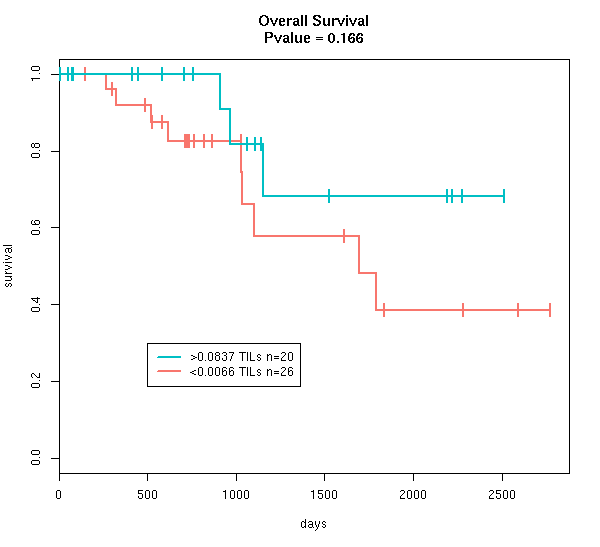 Overall Survival
Pvalue = 0.166
1.0
0.8
0.6
0.4
0.2
0.0
survival
>0.0837 TILs n=20
<0.0066 TILs n=26
0 500 1000 1500 2000 2500
days